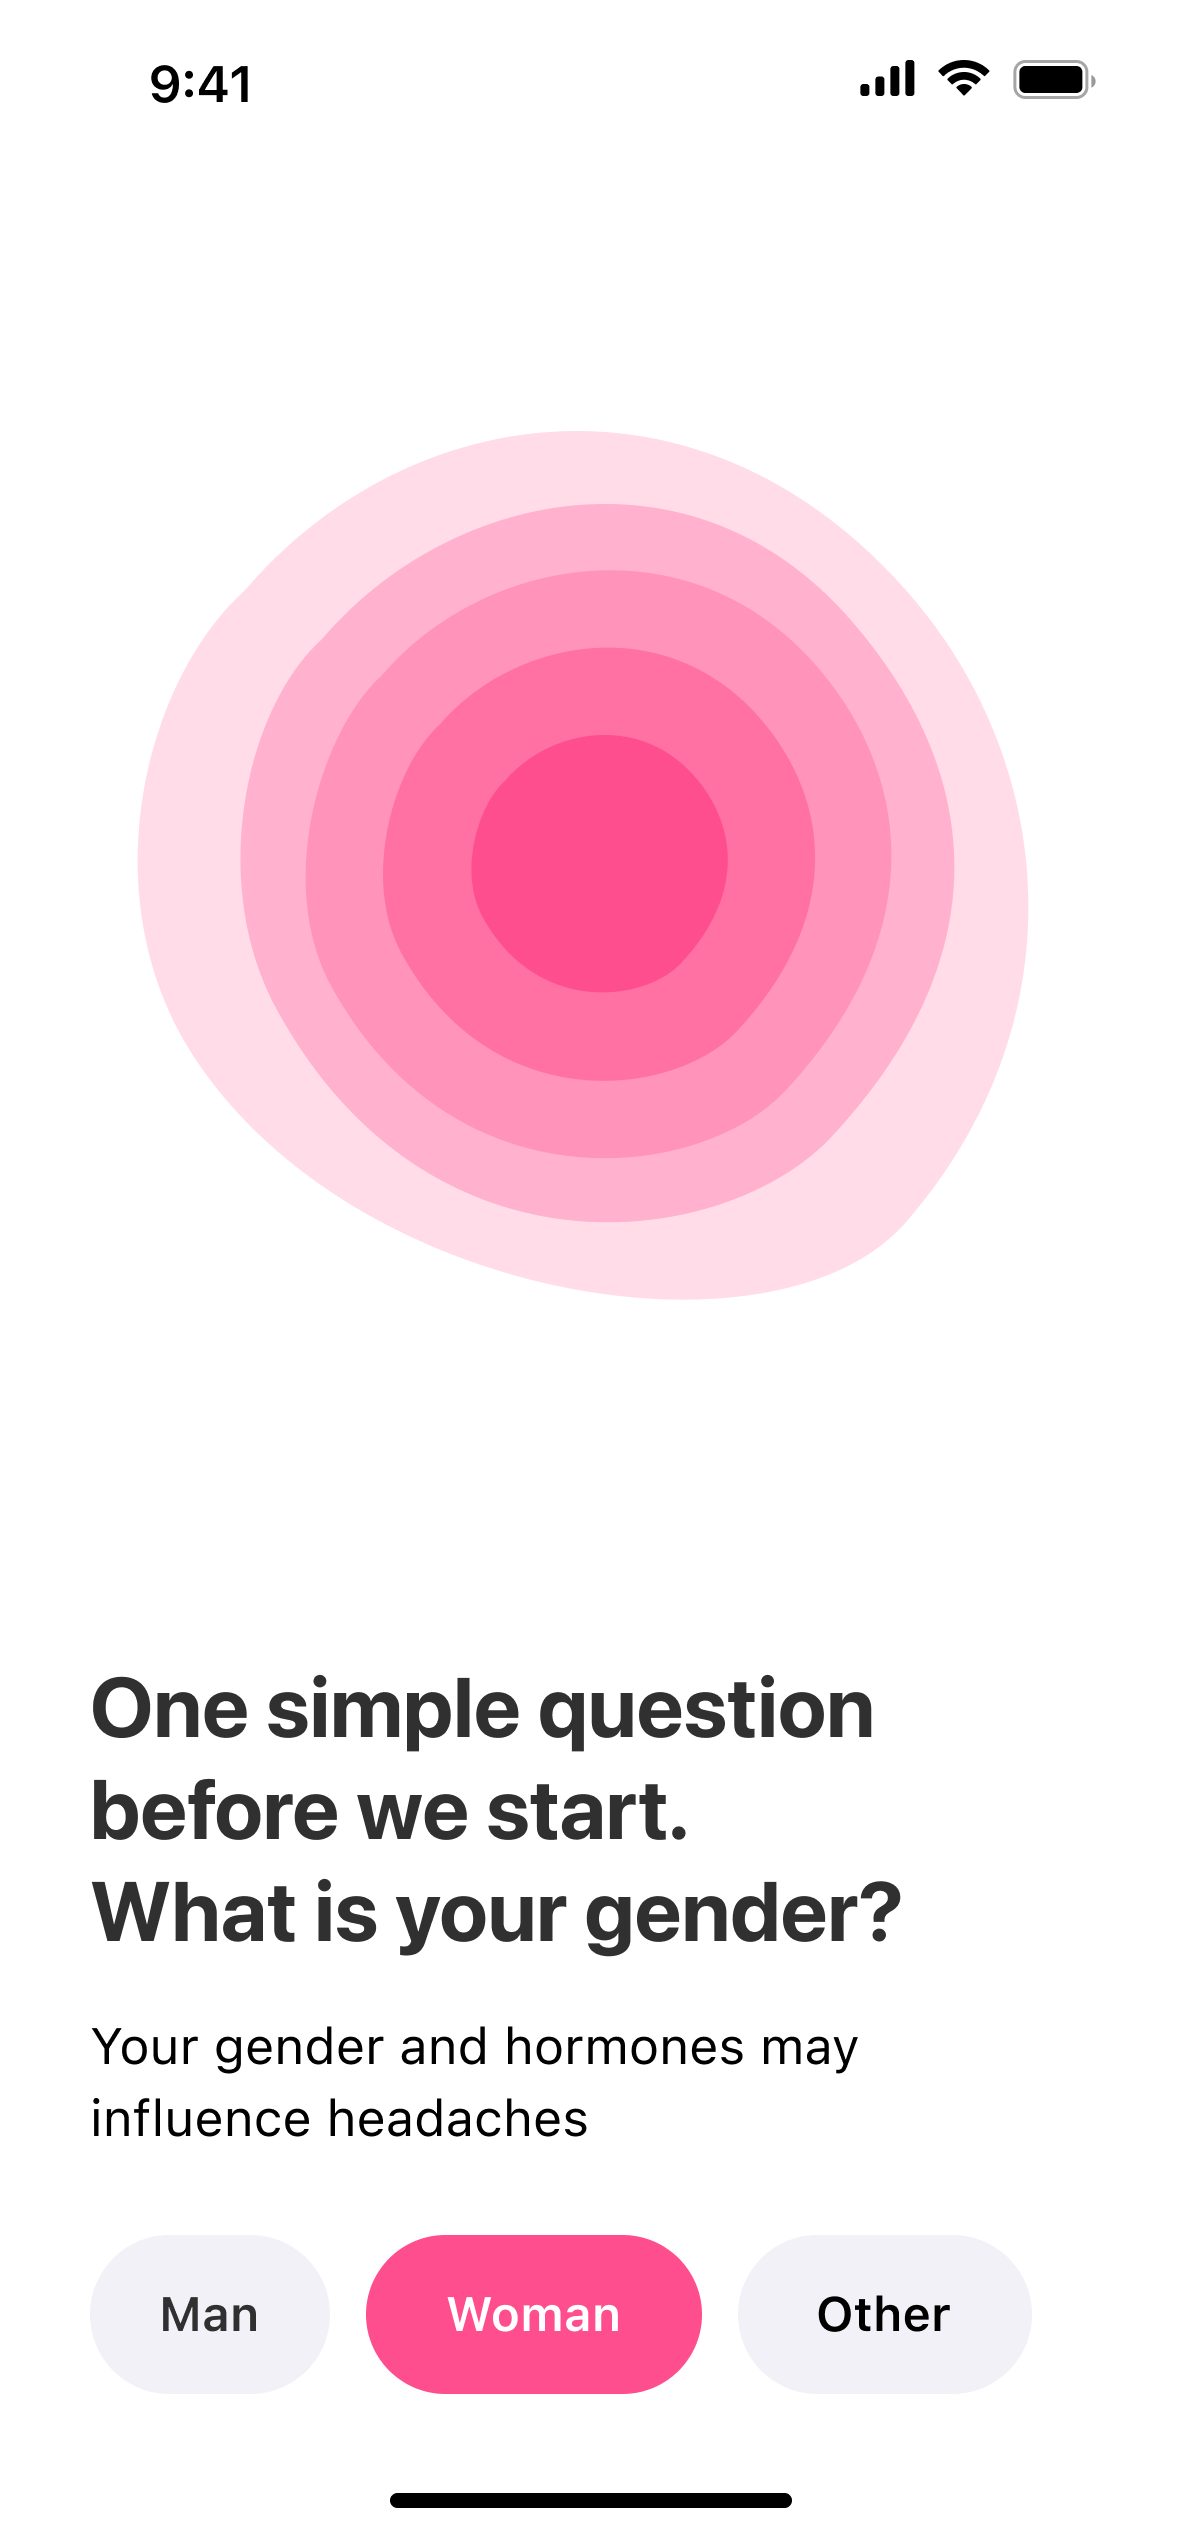 9:41
One simple question
before we start.
What is your gender?
Your gender and hormones may
influence headaches
Man Woman Other